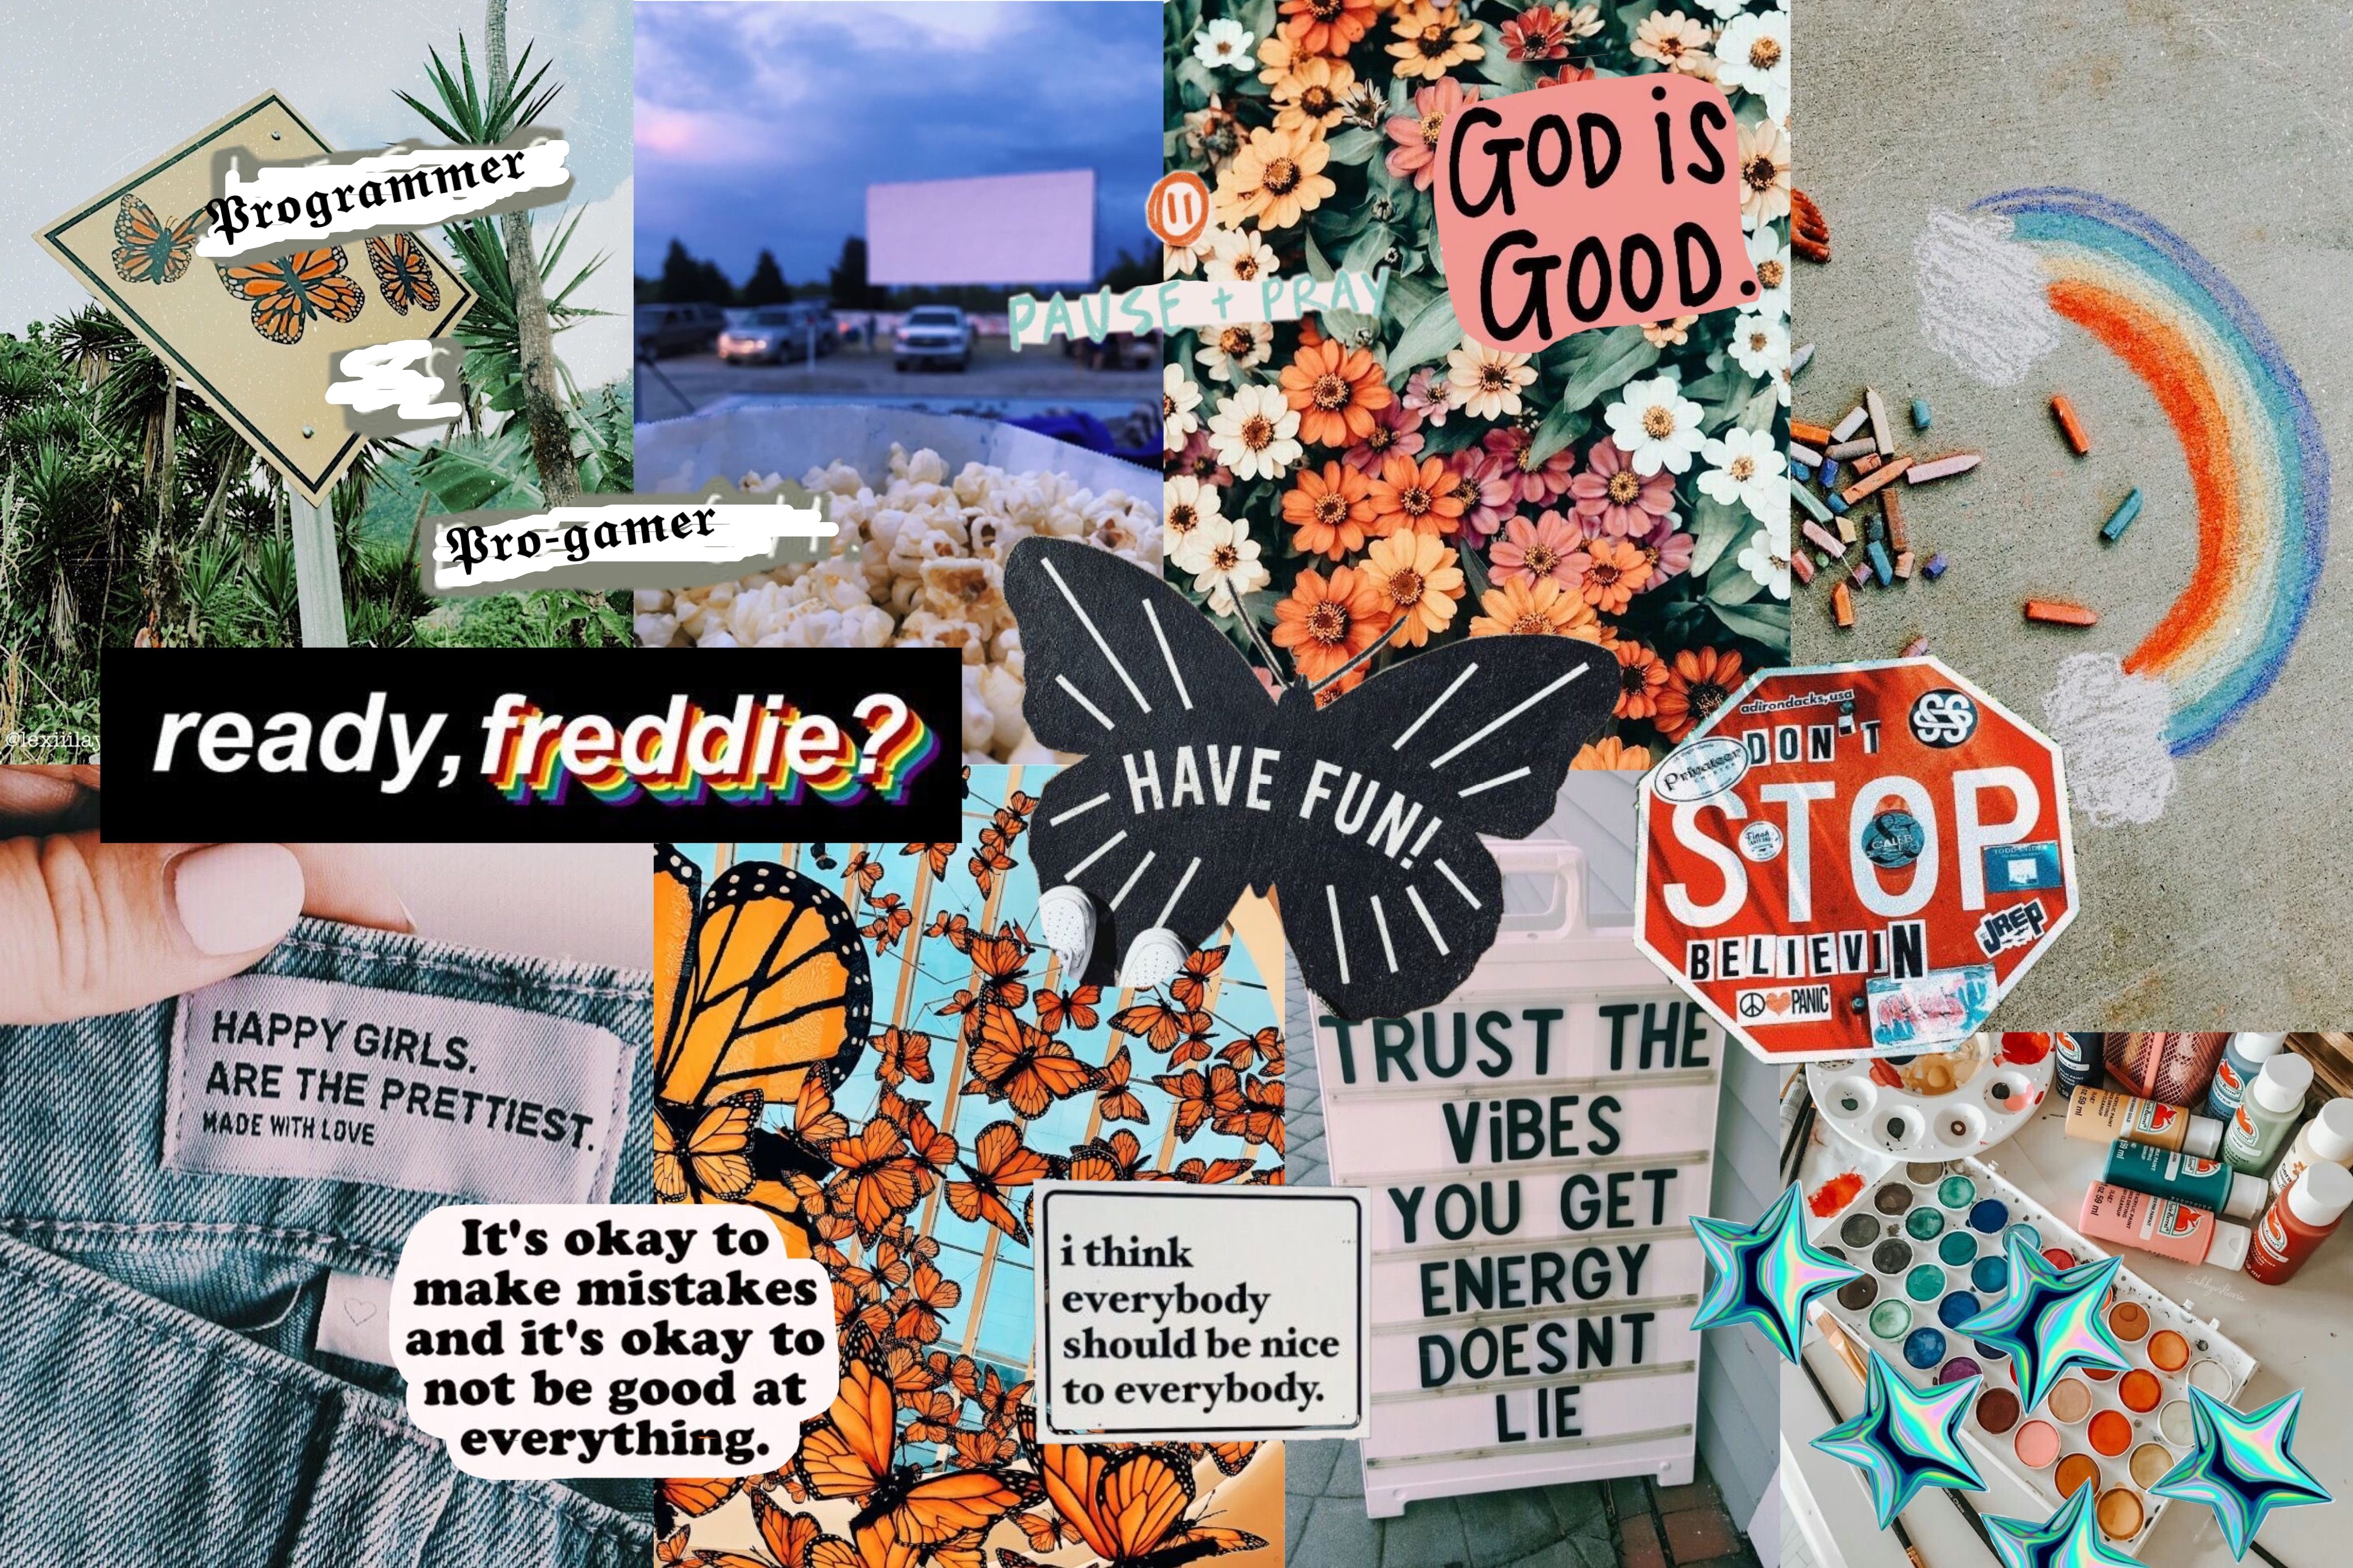 Programmer
Pro-gamer
PAUSE + PRAY
GOD is
GOOD.
ready, freddie?
HAVE FUN!
adirondacks,usa
DON'T
Privateer
STOP
CALEB
BELIEVIN
JREP
PANIC
HAPPY GIRLS.
ARE THE PRETTIEST.
MADE WITH LOVE
It's okay to
make mistakes
and it's okay to
not be good at
everything.
i think
everybody
should be nice
to everybody.
TRUST THE
ViBES
YOU GET
ENERGY
DOESNT
LIE